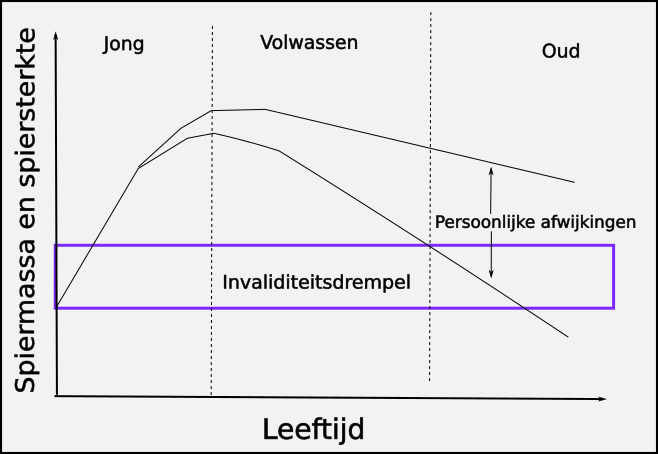 Jong
Volwassen
Oud
Spiermassa en spiersterkte
Persoonlijke afwijkingen
Invaliditeitsdrempel
Leeftijd